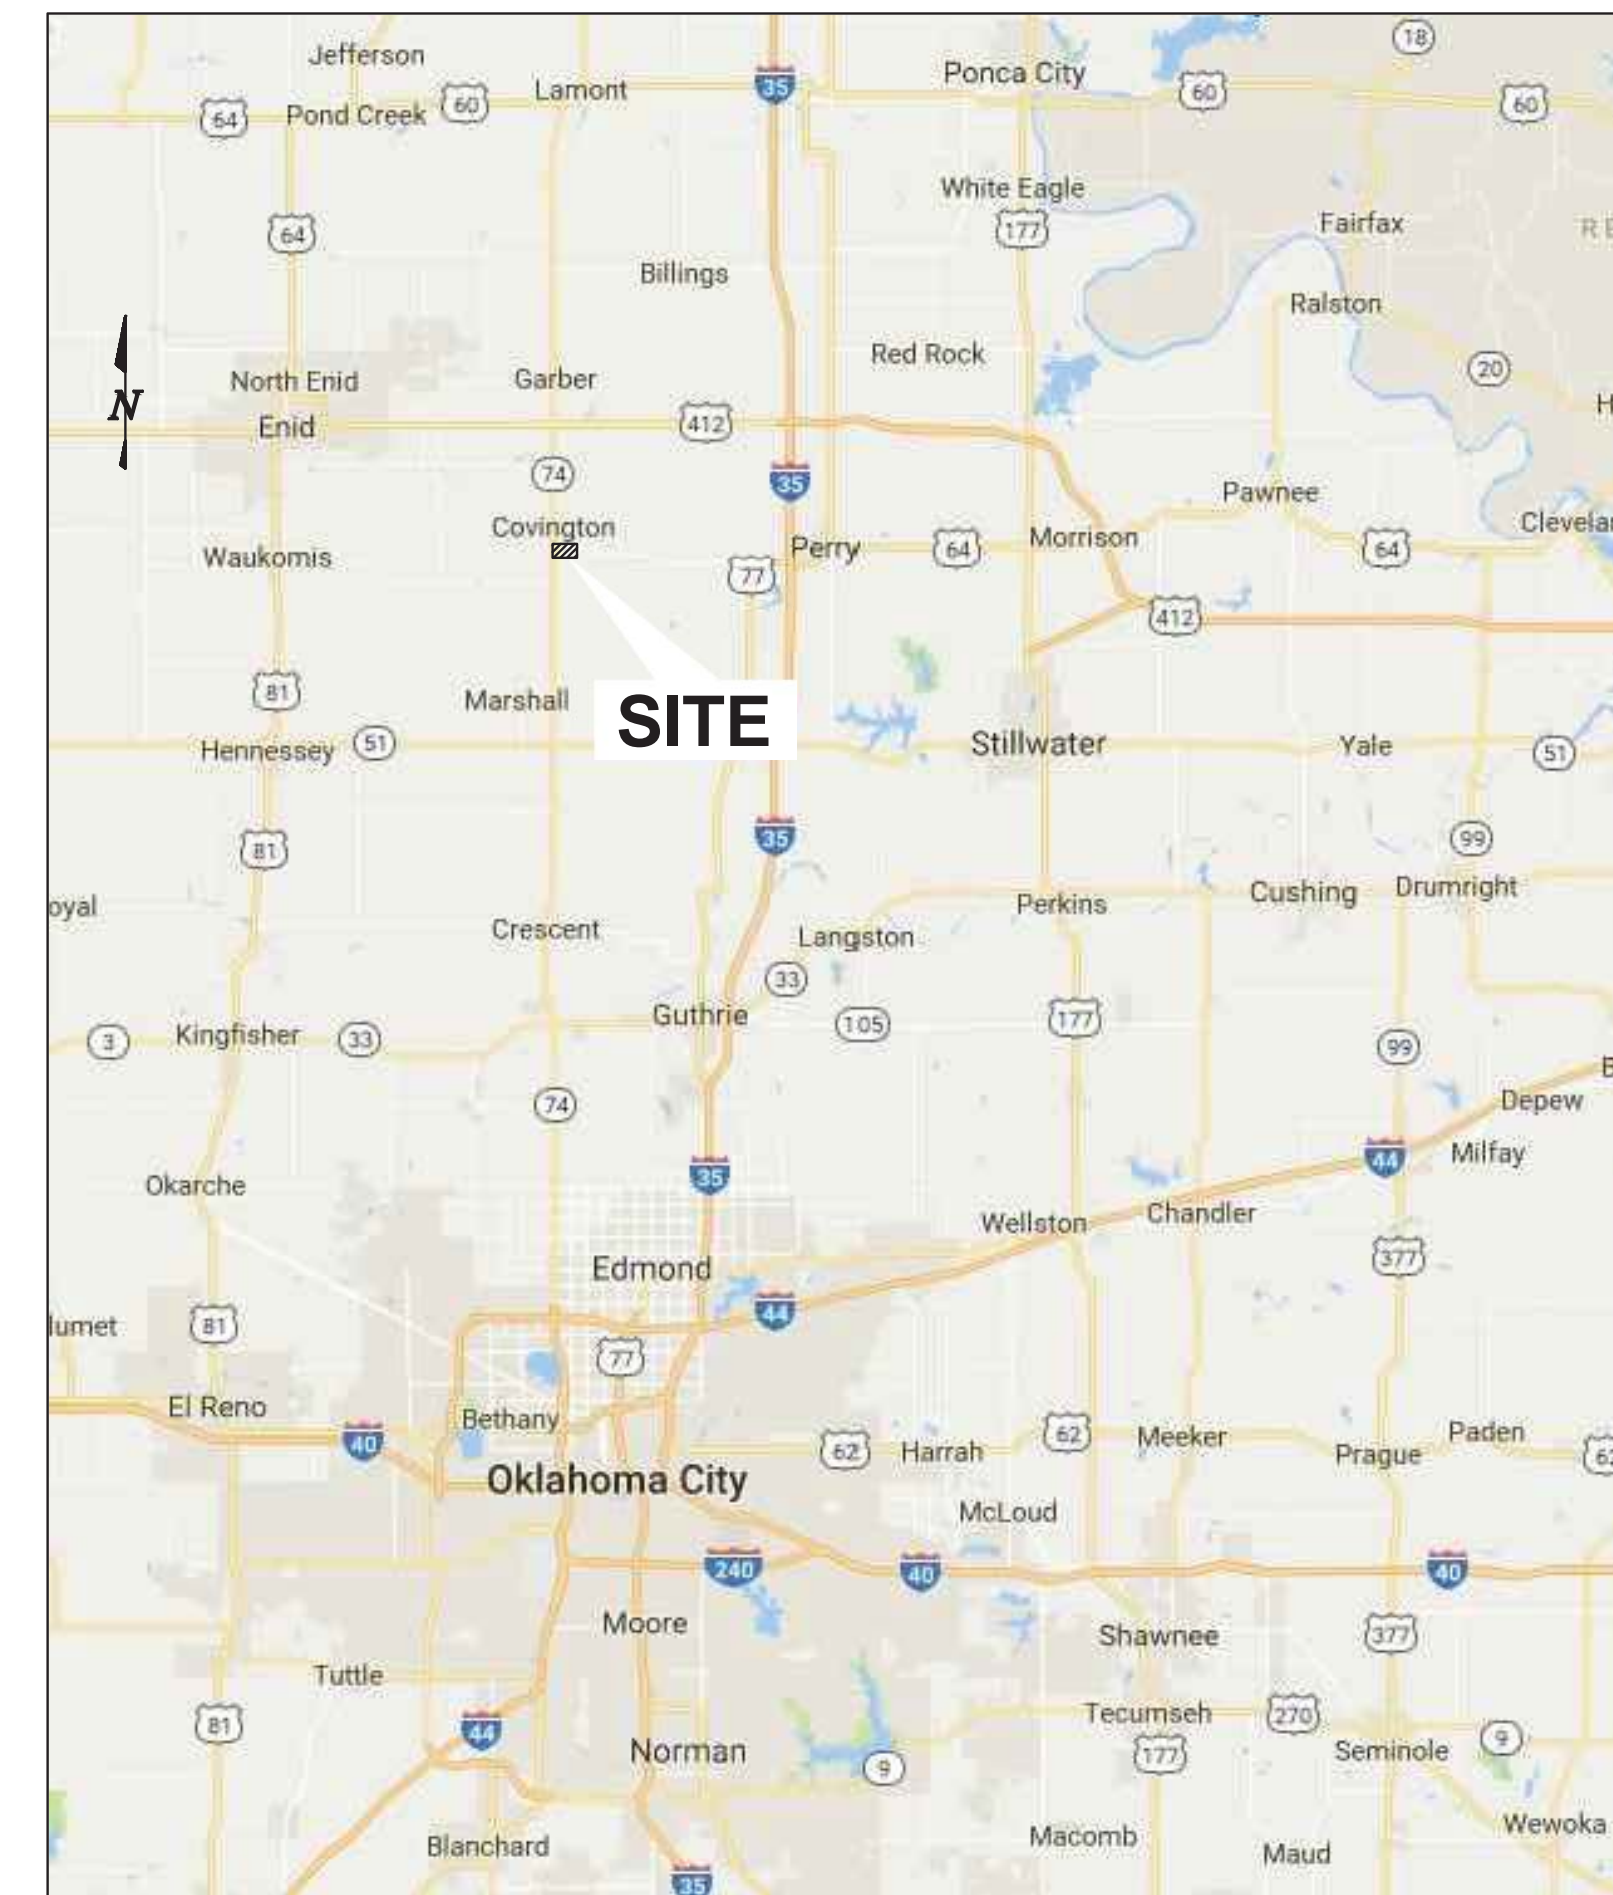 18
Jefferson
Ponca City
35
Lamont
60
60
60
64
Pond Creek
White Eagle
177
Fairfax
RE
64
Billings
Ralston
Red Rock
20
North Enid
Garber
N
H
412
Enid
74
35
Pawnee
Covington
Clevelan
Morrison
Perry
64
64
Waukomis
77
412
81
Marshall
SITE
Hennessey
51
Stillwater
Yale
51
35
99
81
Cushing
Drumright
oyal
Perkins
Crescent
Langston
33
Guthrie
105
177
3
Kingfisher
33
99
B
74
Depew
44
Milfay
35
Okarche
Wellston
Chandler
377
Edmond
44
lumet
81
77
El Reno
Bethany
40
62
Harrah
62
Meeker
Paden
Prague
62
Oklahoma City
McLoud
240
40
40
Moore
Shawnee
377
Tuttle
81
44
Tecumseh
270
Norman
177
Seminole
9
9
Wewoka
Blanchard
Macomb
Maud
35